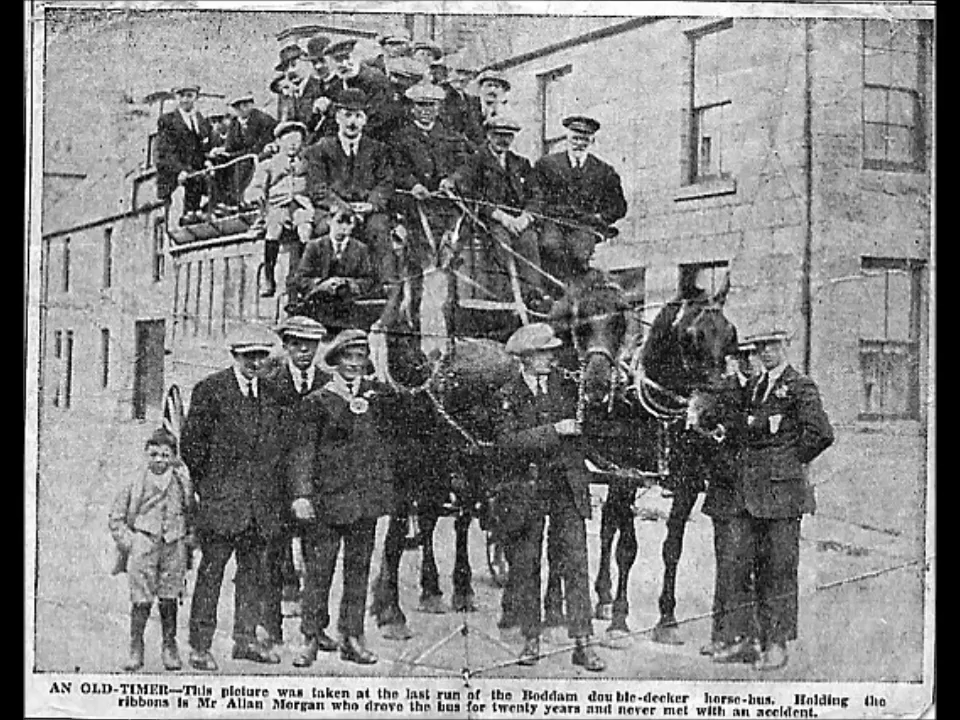 AN OLD-TIMER—This picture was taken at the last run of the Boddam double-decker horse-bus. Holding the
ribbons is Mr Allan Morgan who drove the bus for twenty years and never met with an accident.